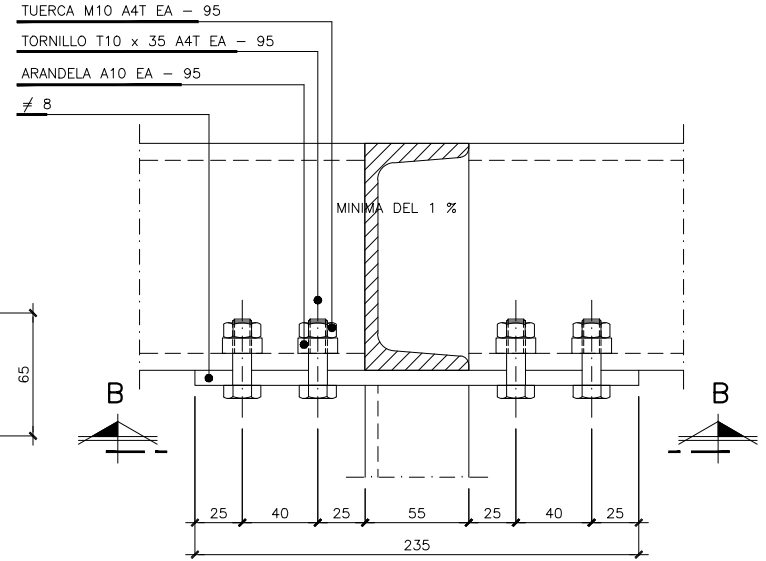 TUERCA M10 A4T EA - 95
TORNILLO T10 x 35 A4T EA - 95
ARANDELA A10 EA - 95
≠ 8
MINIMA DEL 1 %
65
B
B
25 40 25 55 25 40 25
235